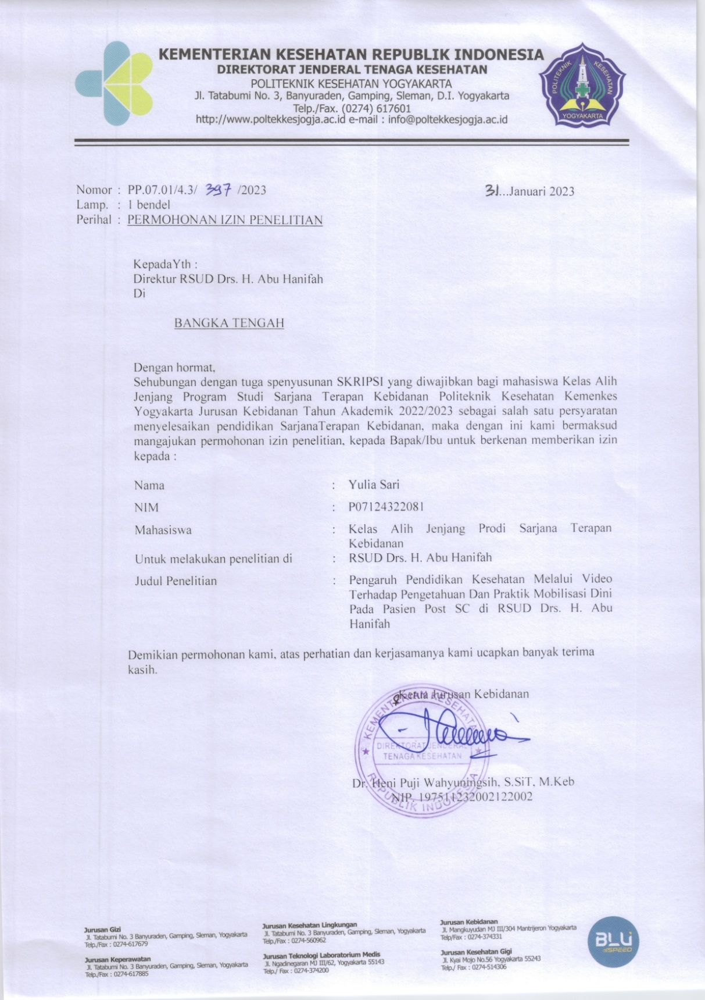 KEMENTERIAN KESEHATAN REPUBLIK INDONESIA
DIREKTORAT JENDERAL TENAGA KESEHATAN
POLITEKNIK KESEHATAN YOGYAKARTA
Jl. Tatabumi No. 3, Banyuraden, Gamping, Sleman, D.I. Yogyakarta
Telp./Fax. (0274) 617601
http://www.poltekkesjogja.ac.id e-mail : info@poltekkesjogja.ac.id
POLITEKNIK KESEHATAN
YOGYAKARTA
Nomor : PP.07.01/4.3/ 397 /2023
31...Januari 2023
Lamp. : 1 bendel
Perihal : PERMOHONAN IZIN PENELITIAN
KepadaYth :
Direktur RSUD Drs. H. Abu Hanifah
Di
BANGKA TENGAH
Dengan hormat,
Sehubungan dengan tuga spenyusunan SKRIPSI yang diwajibkan bagi mahasiswa Kelas Alih
Jenjang Program Studi Sarjana Terapan Kebidanan Politeknik Kesehatan Kemenkes
Yogyakarta Jurusan Kebidanan Tahun Akademik 2022/2023 sebagai salah satu persyaratan
menyelesaikan pendidikan SarjanaTerapan Kebidanan, maka dengan ini kami bermaksud
mangajukan permohonan izin penelitian, kepada Bapak/Ibu untuk berkenan memberikan izin
kepada :
Nama : Yulia Sari
NIM : P07124322081
Mahasiswa : Kelas Alih Jenjang Prodi Sarjana Terapan
Kebidanan
Untuk melakukan penelitian di : RSUD Drs. H. Abu Hanifah
Judul Penelitian : Pengaruh Pendidikan Kesehatan Melalui Video
Terhadap Pengetahuan Dan Praktik Mobilisasi Dini
Pada Pasien Post SC di RSUD Drs. H. Abu
Hanifah
Demikian permohonan kami, atas perhatian dan kerjasamanya kami ucapkan banyak terima
kasih.
Ketua Jurusan Kebidanan
KEMENTERIAN KESEHATAN
DIREKTORAT JENDERAL
TENAGA KESEHATAN
REPUBLIK INDONESIA
Dr. Heni Puji Wahyuningsih, S.SiT, M.Keb
NIP. 197511232002122002
Jurusan Gizi
Jl. Tatabumi No. 3 Banyuraden, Gamping, Sleman, Yogyakarta
Telp./Fax : 0274-617679
Jurusan Keperawatan
Jl. Tatabumi No. 3 Banyuraden, Gamping, Sleman, Yogyakarta
Telp./Fax : 0274-617885
Jurusan Kesehatan Lingkungan
Jl. Tatabumi No. 3 Banyuraden, Gamping, Sleman, Yogyakarta
Telp./Fax : 0274-560962
Jurusan Teknologi Laboratorium Medis
Jl. Ngadinegaran MJ III/62, Yogyakarta 55143
Telp./ Fax : 0274-374200
Jurusan Kebidanan
Jl. Mangkuyudan MJ III/304 Mantrijeron Yogyakarta
Telp/Fax : 0274-374331
Jurusan Kesehatan Gigi
Jl. Kyai Mojo No.56 Yogyakarta 55243
Telp./ Fax : 0274-514306
BLU
SPEED